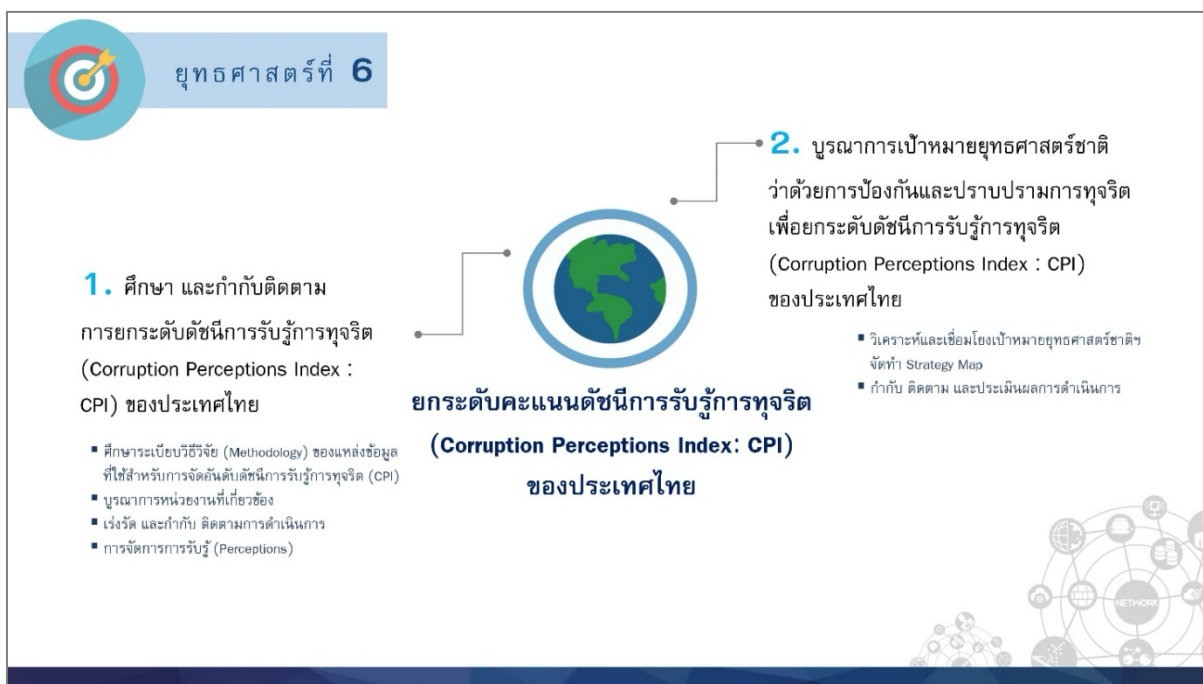 ยุทธศาสตร์ที่ 6
1. ศึกษา และกำกับติดตาม
การยกระดับดัชนีการรับรู้การทุจริต
(Corruption Perceptions Index :
CPI) ของประเทศไทย
▪ ศึกษาระเบียบวิธีวิจัย (Methodology) ของแหล่งข้อมูล
ที่ใช้สำหรับการจัดอันดับดัชนีการรับรู้การทุจริต (CPI)
▪ บูรณาการหน่วยงานที่เกี่ยวข้อง
▪ เร่งรัด และกำกับ ติดตามการดำเนินการ
▪ การจัดการการรับรู้ (Perceptions)
ยกระดับคะแนนดัชนีการรับรู้การทุจริต
(Corruption Perceptions Index: CPI)
ของประเทศไทย
2. บูรณาการเป้าหมายยุทธศาสตร์ชาติ
ว่าด้วยการป้องกันและปราบปรามการทุจริต
เพื่อยกระดับดัชนีการรับรู้การทุจริต
(Corruption Perceptions Index : CPI)
ของประเทศไทย
▪ วิเคราะห์และเชื่อมโยงเป้าหมายยุทธศาสตร์ชาติฯ
จัดทำ Strategy Map
▪ กำกับ ติดตาม และประเมินผลการดำเนินการ
NETWORK